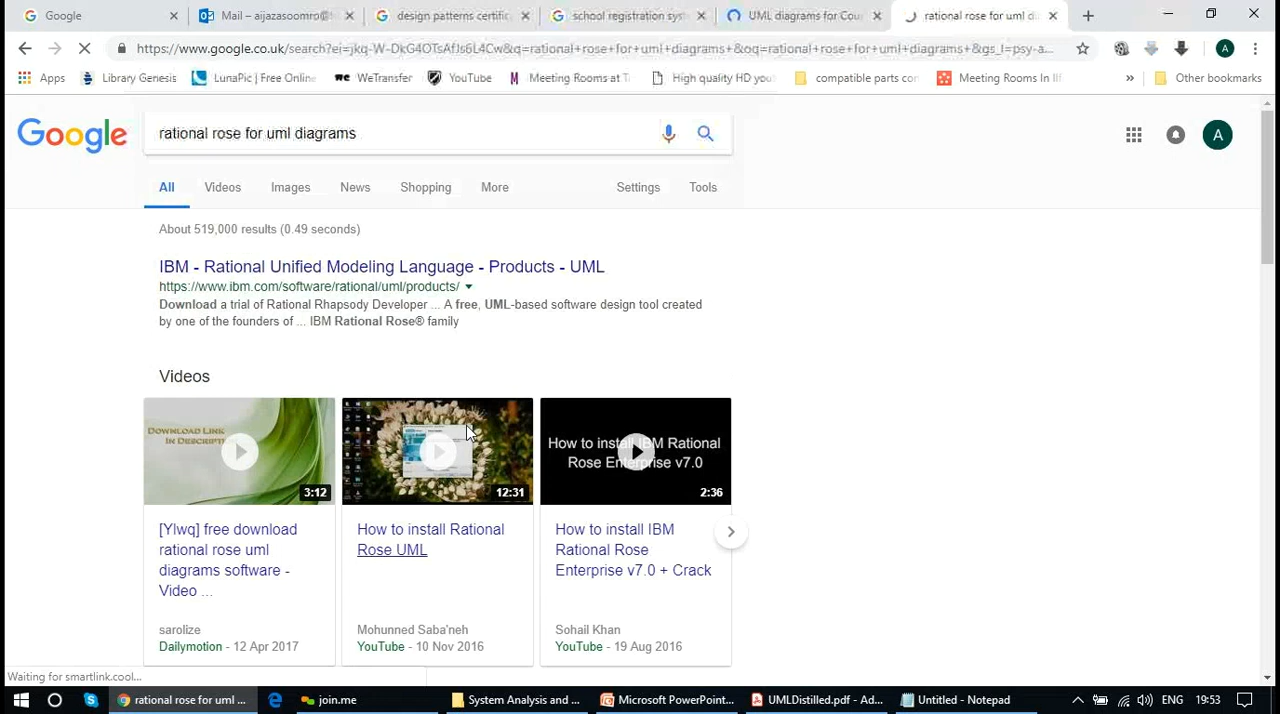 Google
Mail – aijazasoomro@
design patterns certific
school registration syst
UML diagrams for Cou
rational rose for uml di
https://www.google.co.uk/search?ei=jkq-W-DkG4OTsAfJs6L4Cw&q=rational+rose+for+uml+diagrams+&oq=rational+rose+for+uml+diagrams+&gs_l=psy-a...
A
Apps
Library Genesis
LunaPic | Free Online
WeTransfer
YouTube
Meeting Rooms at T
High quality HD you
compatible parts cor
Meeting Rooms In Ilf
»
Other bookmarks
Google
rational rose for uml diagrams
A
All
Videos
Images
News
Shopping
More
Settings
Tools
About 519,000 results (0.49 seconds)
IBM - Rational Unified Modeling Language - Products - UML
https://www.ibm.com/software/rational/uml/products/
Download a trial of Rational Rhapsody Developer ... A free, UML-based software design tool created
by one of the founders of ... IBM Rational Rose® family
Videos
DOWNLOAD LINK
IN DESCRIPT
3:12
12:31
How to install IBM Rational
Rose Enterprise v7.0
2:36
[Ylwq] free download
rational rose uml
diagrams software -
Video ...
sarolize
Dailymotion - 12 Apr 2017
How to install Rational
Rose UML
Mohunned Saba'neh
YouTube - 10 Nov 2016
How to install IBM
Rational Rose
Enterprise v7.0 + Crack
Sohail Khan
YouTube - 19 Aug 2016
Waiting for smartlink.cool...
rational rose for uml ...
join.me
System Analysis and ...
Microsoft PowerPoint...
UMLDistilled.pdf - Ad...
Untitled - Notepad
ENG
19:53